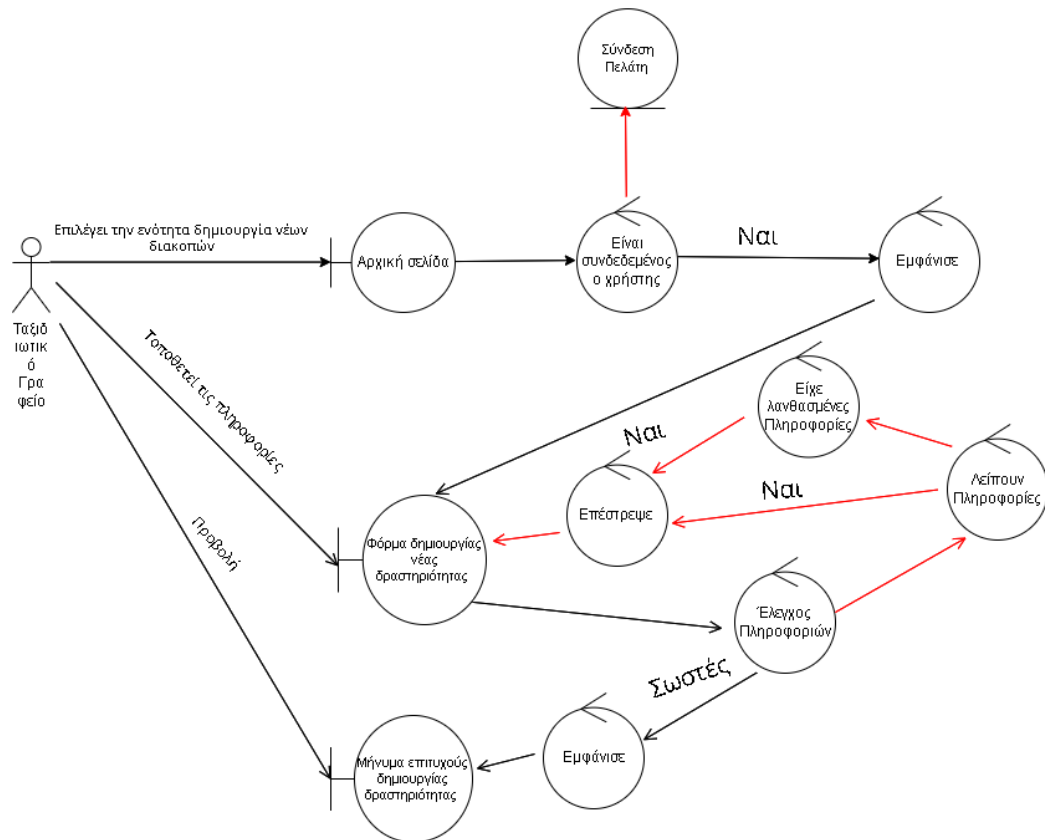 Σύνδεση
Πελάτη
Επιλέγει την ενότητα δημιουργία νέων
διακοπών
Αρχική σελίδα
Είναι
συνδεδεμένος
ο χρήστης
Ναι
Εμφάνισε
Ταξιδ
ιωτικ
ό
Γρα
φείο
Τοποθετεί τις πληροφορίες
Είχε
λανθασμένες
Πληροφορίες
Ναι
Λείπουν
Πληροφορίες
Ναι
Επέστρεψε
Φόρμα δημιουργίας
νέας
δραστηριότητας
Προβολή
Έλεγχος
Πληροφοριών
Σωστές
Εμφάνισε
Μήνυμα επιτυχούς
δημιουργίας
δραστηριότητας